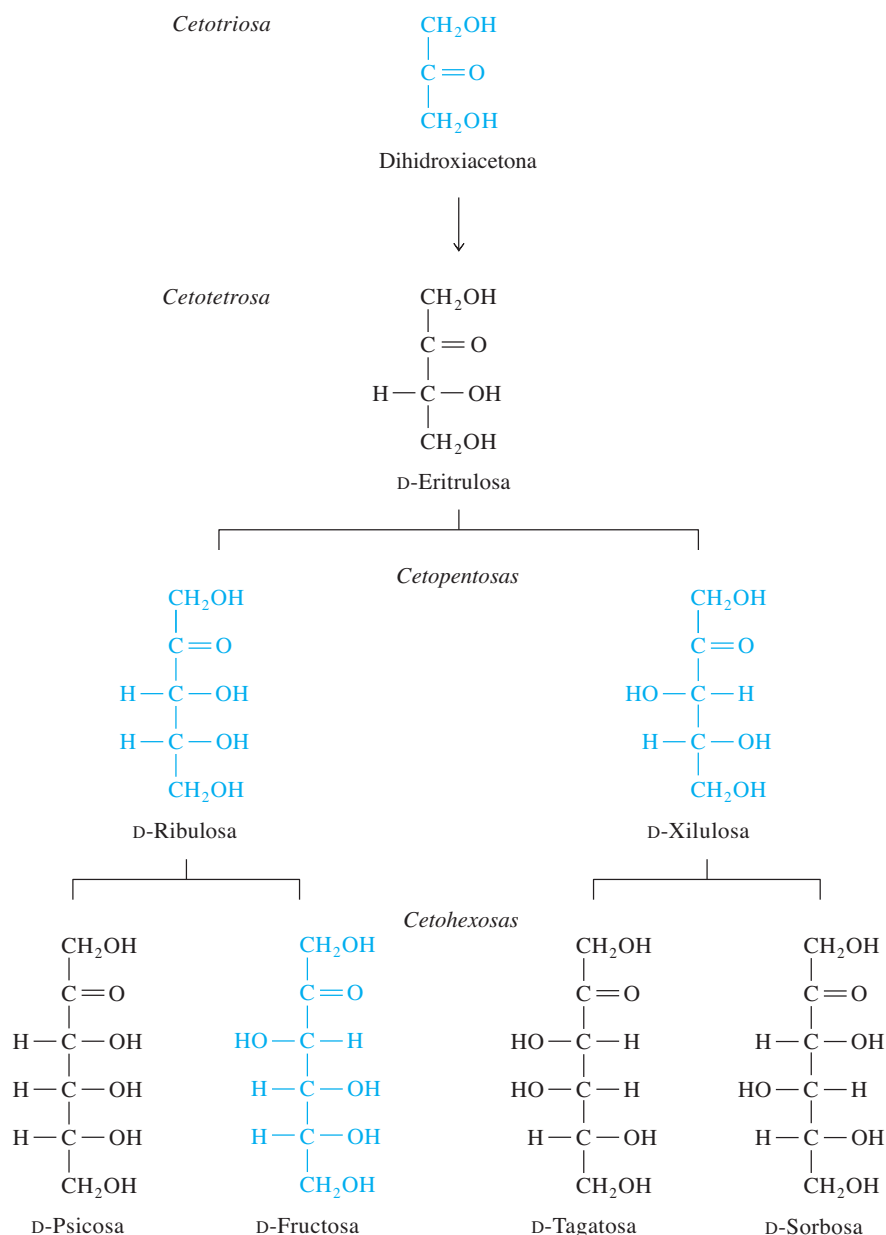 Cetotriosa
CH₂OH
C=O
CH₂OH
Dihidroxiacetona
Cetotetrosa
CH₂OH
C=O
H—C—OH
CH₂OH
D-Eritrulosa
Cetopentosas
CH₂OH
C=O
H—C—OH
H—C—OH
CH₂OH
D-Ribulosa
CH₂OH
C=O
HO—C—H
H—C—OH
CH₂OH
D-Xilulosa
Cetohexosas
CH₂OH
C=O
H—C—OH
H—C—OH
H—C—OH
CH₂OH
D-Psicosa
CH₂OH
C=O
HO—C—H
H—C—OH
H—C—OH
CH₂OH
D-Fructosa
CH₂OH
C=O
HO—C—H
HO—C—H
H—C—OH
CH₂OH
D-Tagatosa
CH₂OH
C=O
H—C—OH
HO—C—H
H—C—OH
CH₂OH
D-Sorbosa